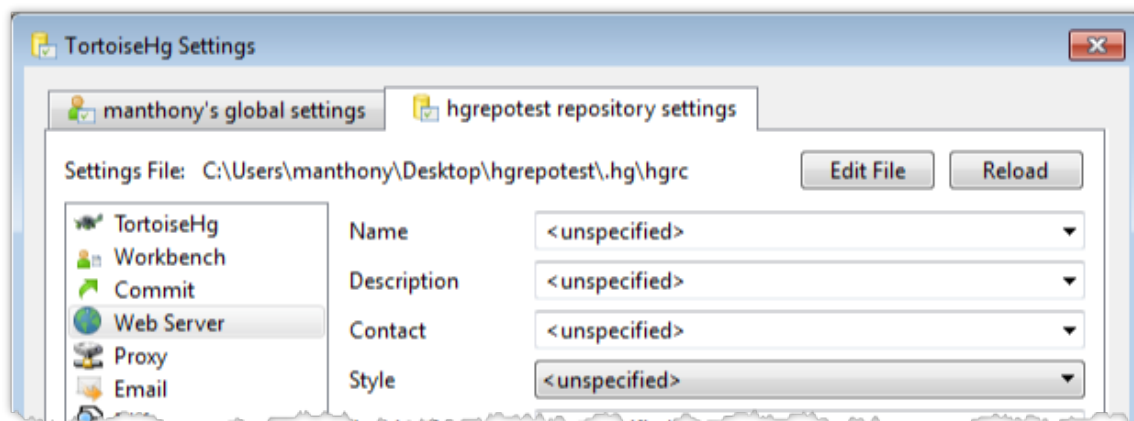 TortoiseHg Settings
manthony's global settings
hgrepotest repository settings
Settings File: C:\Users\manthony\Desktop\hgrepotest\.hg\hgrc
Edit File
Reload
TortoiseHg
Workbench
Commit
Web Server
Proxy
Email
Name <unspecified>
Description <unspecified>
Contact <unspecified>
Style <unspecified>